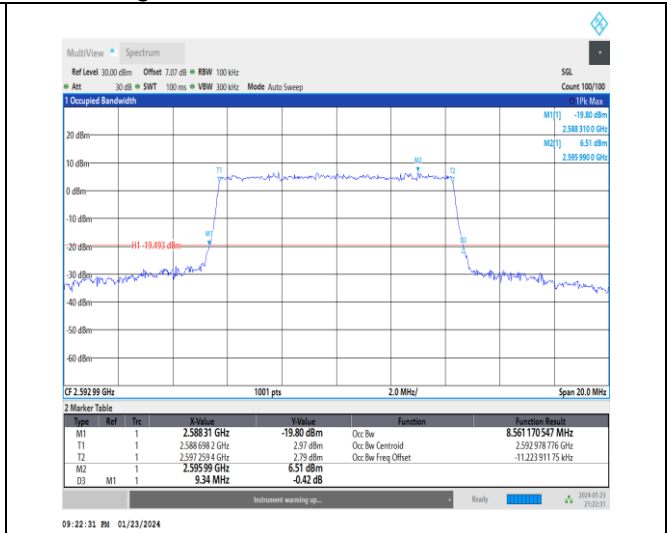 MultiView Spectrum
Ref Level 30.00 dBm Offset 7.07 dB RBW 100 kHz SGL
Att 30 dB SWT 100 ms VBW 300 kHz Mode Auto Sweep Count 100/100
1 Occupied Bandwidth 1Pk Max
M1[1] -19.80 dBm
2.588 310 0 GHz
M2[1] 6.51 dBm
2.595 990 0 GHz
20 dBm
10 dBm
0 dBm
-10 dBm
-20 dBm
-30 dBm
-40 dBm
-50 dBm
-60 dBm
T1
M2
T2
M1
D3
H1 -19.493 dBm
CF 2.592 99 GHz 1001 pts 2.0 MHz/ Span 20.0 MHz
2 Marker Table
Type Ref Trc X-Value Y-Value Function Function Result
M1 1 2.588 31 GHz -19.80 dBm Occ Bw 8.561 170 547 MHz
T1 1 2.588 698 2 GHz 2.97 dBm Occ Bw Centroid 2.592 978 776 GHz
T2 1 2.597 259 4 GHz 2.79 dBm Occ Bw Freq Offset -11.223 911 175 kHz
M2 1 2.595 99 GHz 6.51 dBm
D3 M1 1 9.34 MHz -0.42 dB
Instrument warming up... Ready 2024-01-23
21:22:31
09:22:31 PM 01/23/2024